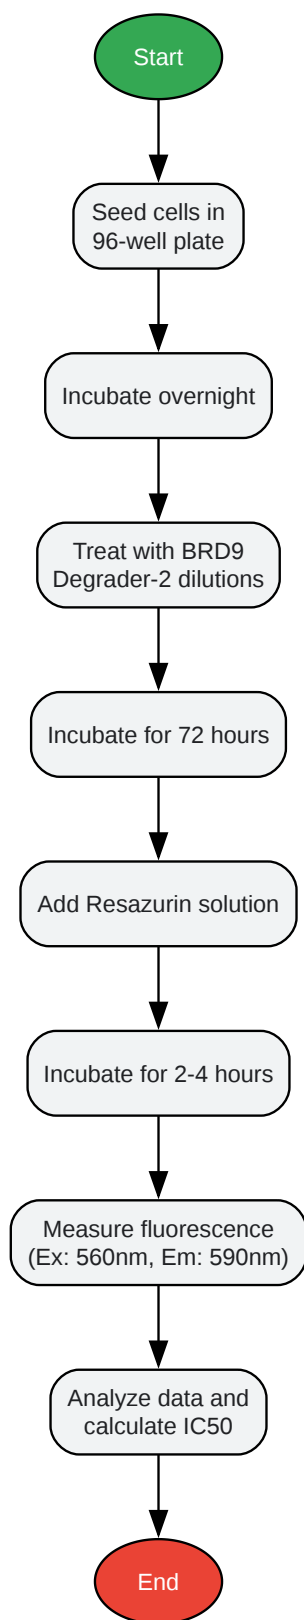 Start
Seed cells in
96-well plate
Incubate overnight
Treat with BRD9
Degrader-2 dilutions
Incubate for 72 hours
Add Resazurin solution
Incubate for 2-4 hours
Measure fluorescence
(Ex: 560nm, Em: 590nm)
Analyze data and
calculate IC50
End